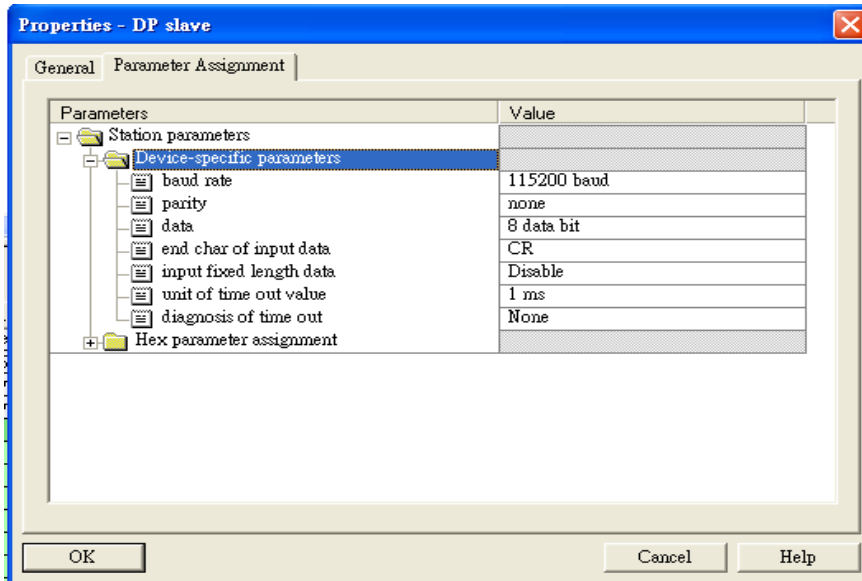 Properties - DP slave
General Parameter Assignment
Parameters Value
Station parameters
Device-specific parameters
baud rate 115200 baud
parity none
data 8 data bit
end char of input data CR
input fixed length data Disable
unit of time out value 1 ms
diagnosis of time out None
Hex parameter assignment
OK Cancel Help